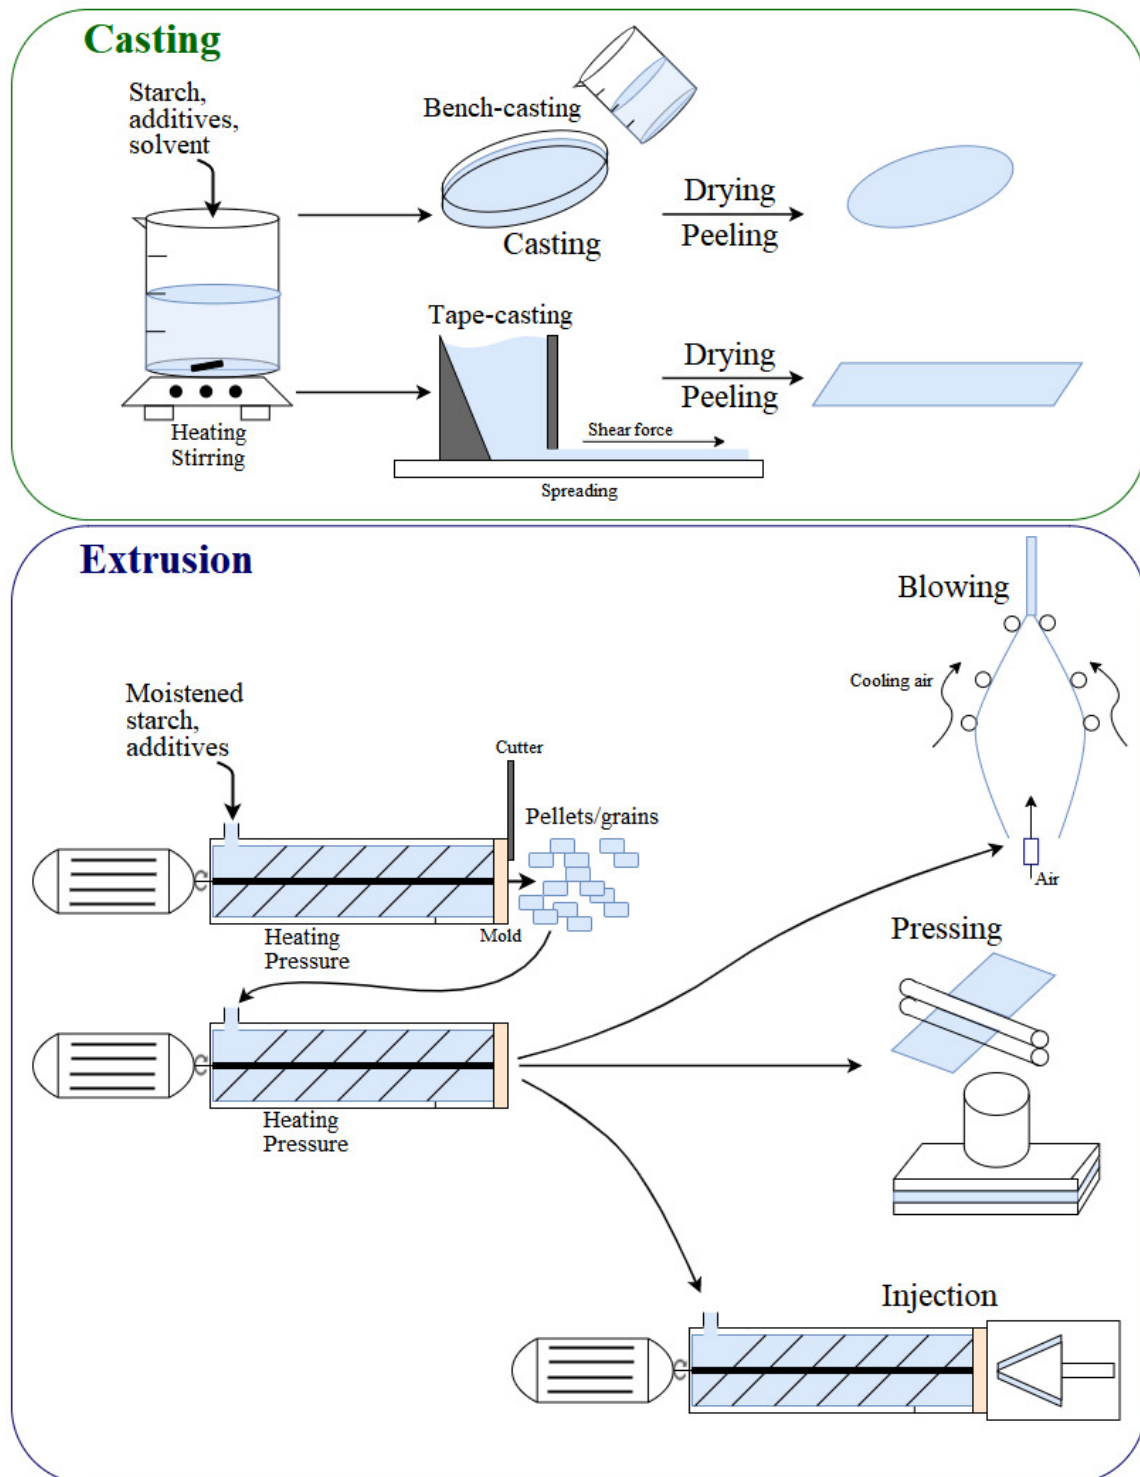 Casting
Starch,
additives,
solvent
Bench-casting
Casting
Drying
Peeling
Heating
Stirring
Tape-casting
Shear force
Spreading
Drying
Peeling
Extrusion
Moistened
starch,
additives
Cutter
Pellets/grains
Heating
Pressure
Mold
Heating
Pressure
Blowing
Cooling air
Air
Pressing
Injection